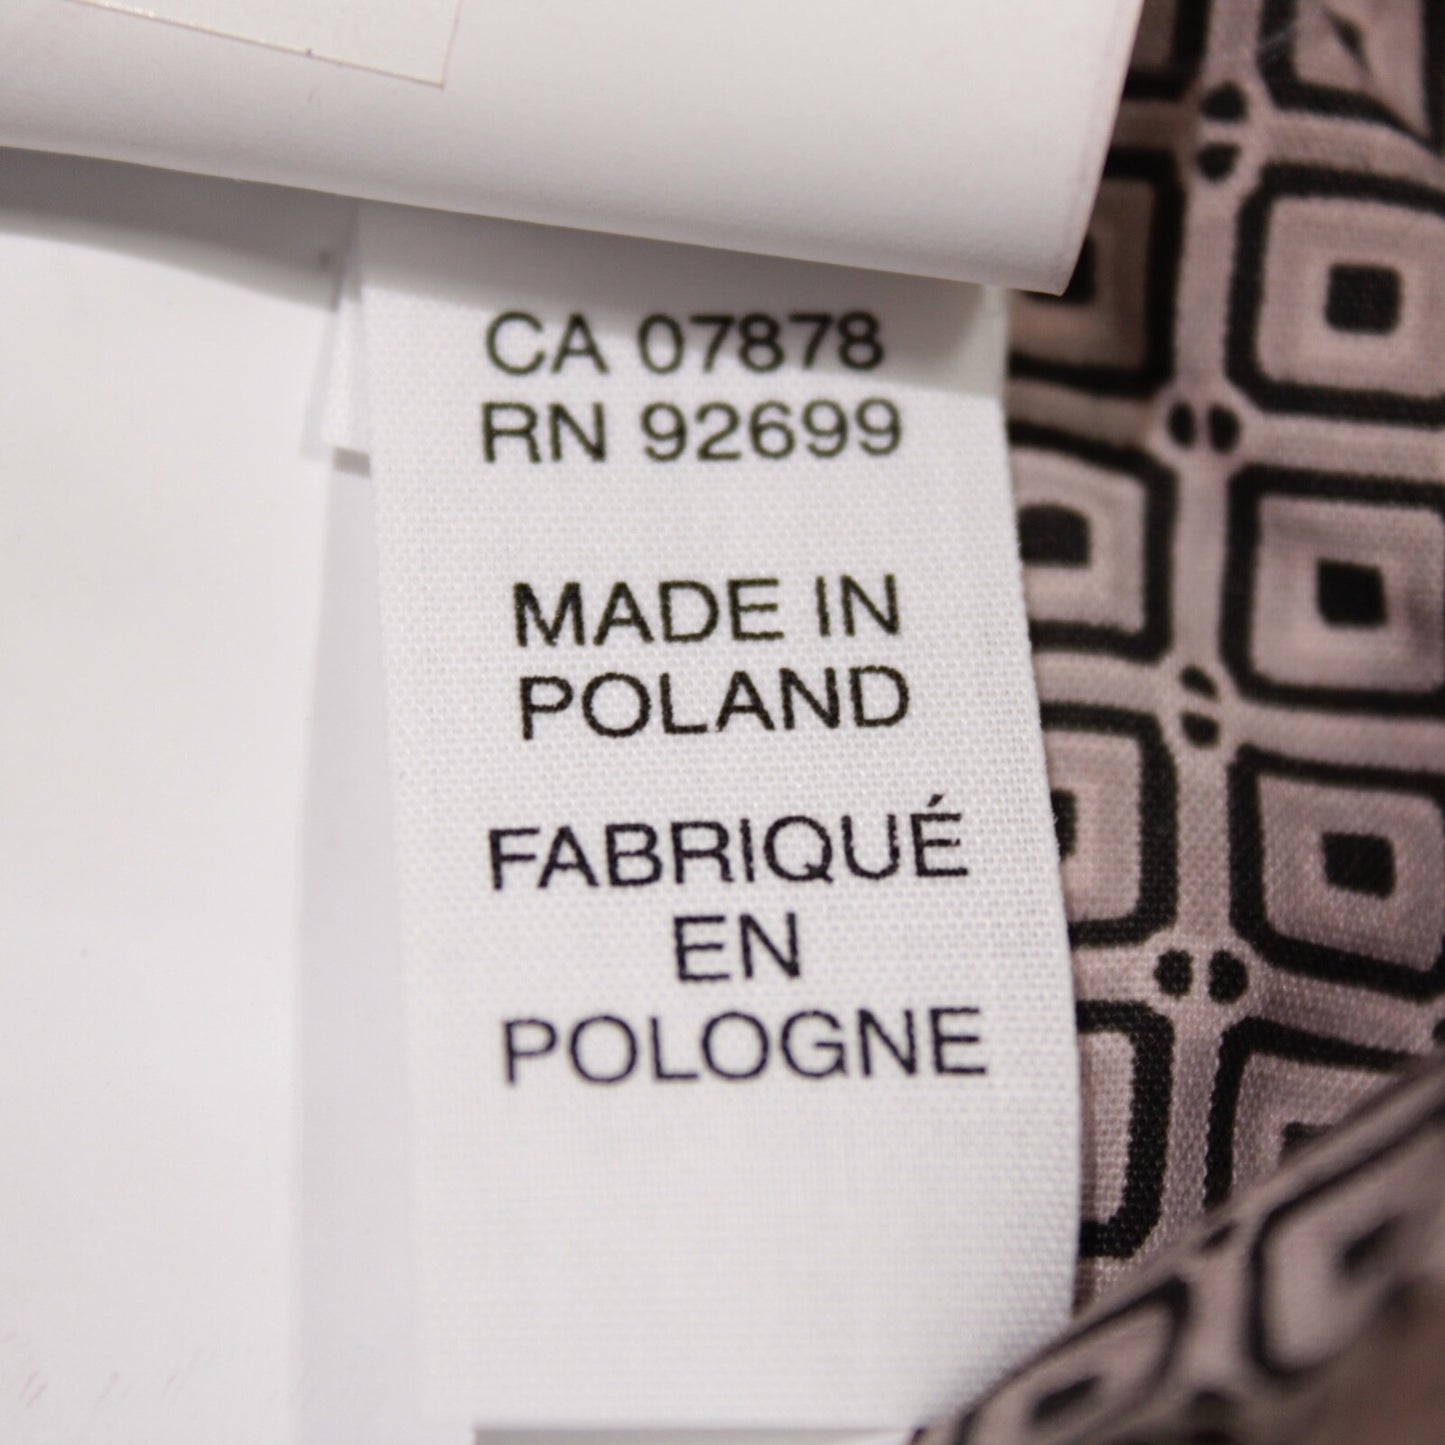 CA 07878
RN 92699
MADE IN
POLAND
FABRIQUÉ
EN
POLOGNE